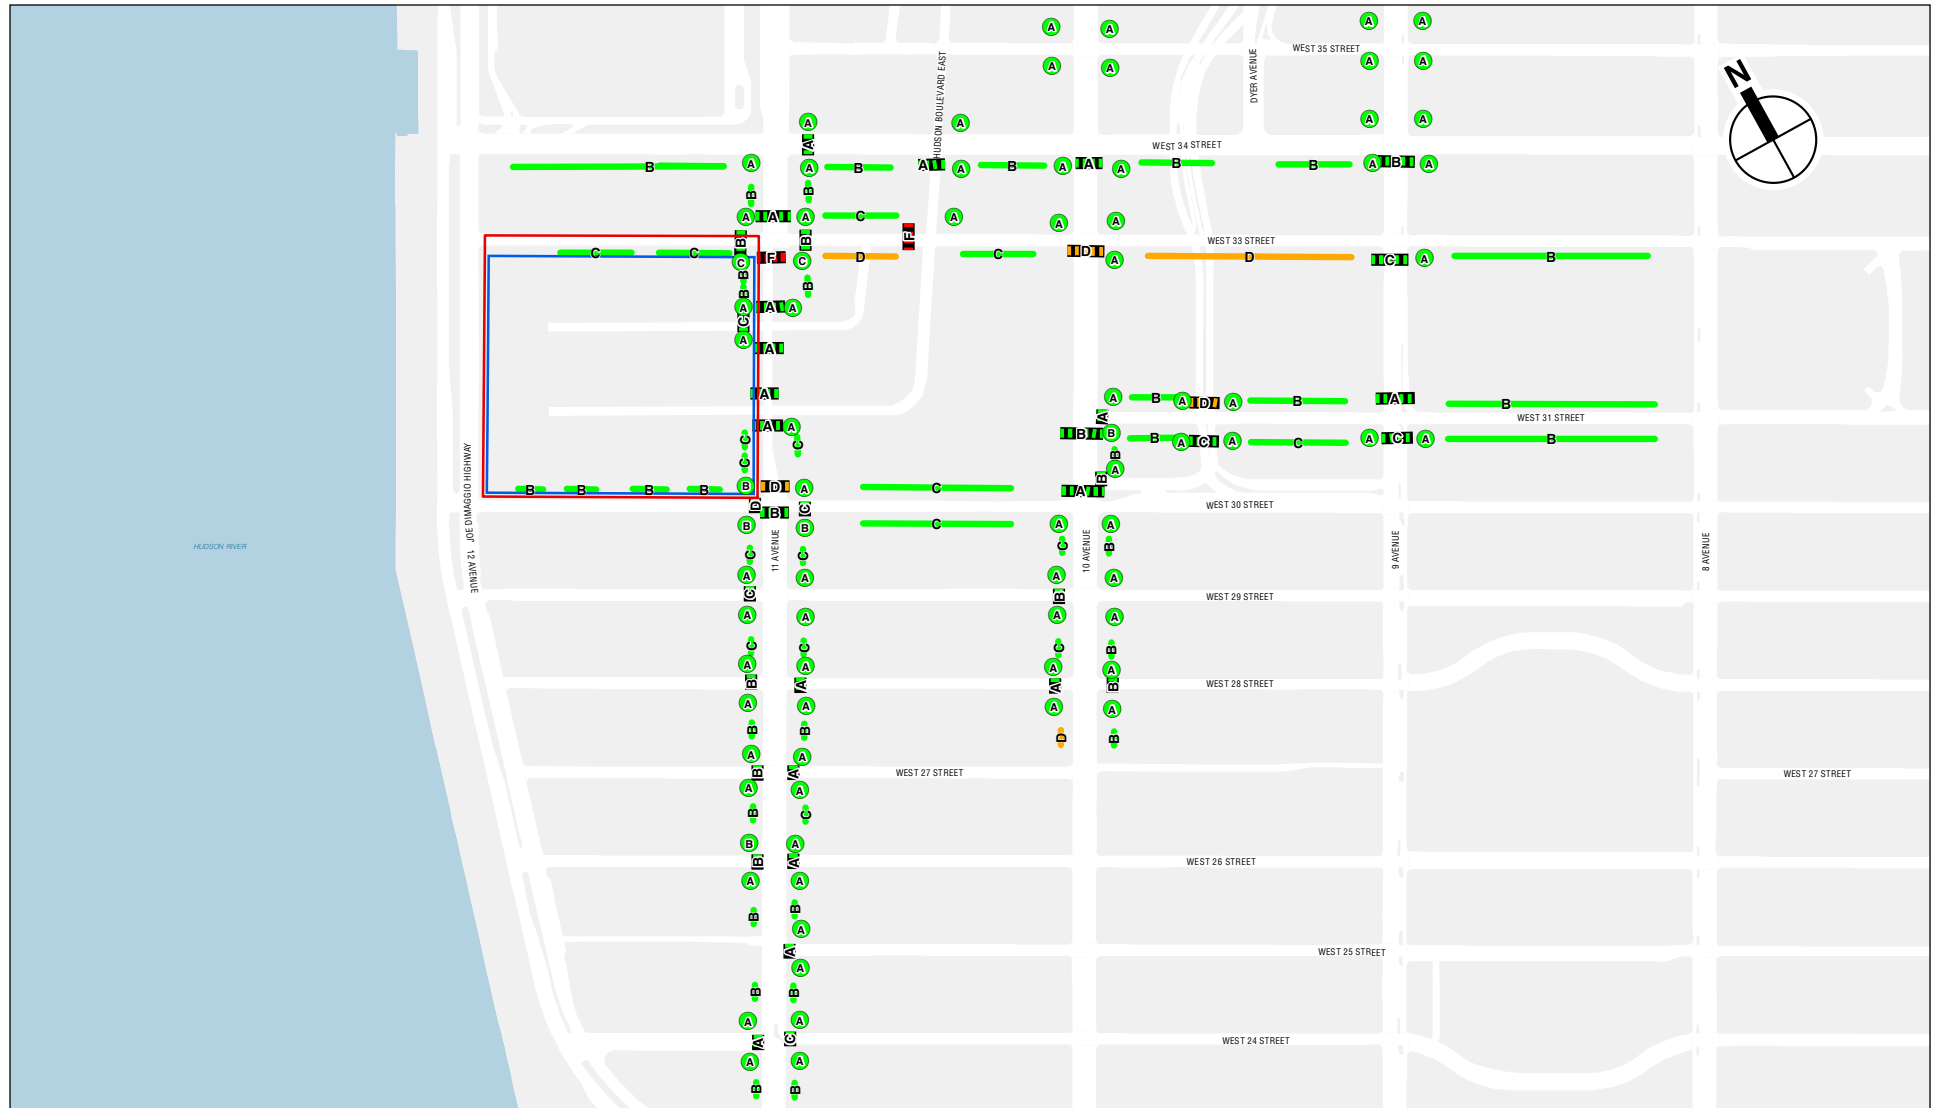 A A
A A
WEST 35 STREET
N
A A A A
DYER AVENUE
HUDSON BOULEVARD EAST
A A A A
A
WEST 34 STREET
B A A B A A B A A A B B A B A
B B
A A A C A A A
B B F
WEST 33 STREET
C C C F C D C D A D C A B
B B
B
A A A
C
A A
A
A A
B A D A B A B
A
WEST 31 STREET
A A
B B B A C A C A C A B
C C
C B A
B B
B B B B B D A C A
D C B
WEST 30 STREET
B B C A A
JOE DIMAGGIO HIGHWAY
12 AVENUE
HUDSON RIVER
11 AVENUE
10 AVENUE
9 AVENUE
8 AVENUE
C C C B
A A A A
C B
WEST 29 STREET
A A A A
C C C B
A A A A
B A A B
WEST 28 STREET
A A A A
B B D B
A A
B A
WEST 27 STREET
WEST 27 STREET
A A
B C
B A
B A
WEST 26 STREET
A A
B B
A
A
WEST 25 STREET
A
B B
A A
A C
WEST 24 STREET
A A
B B